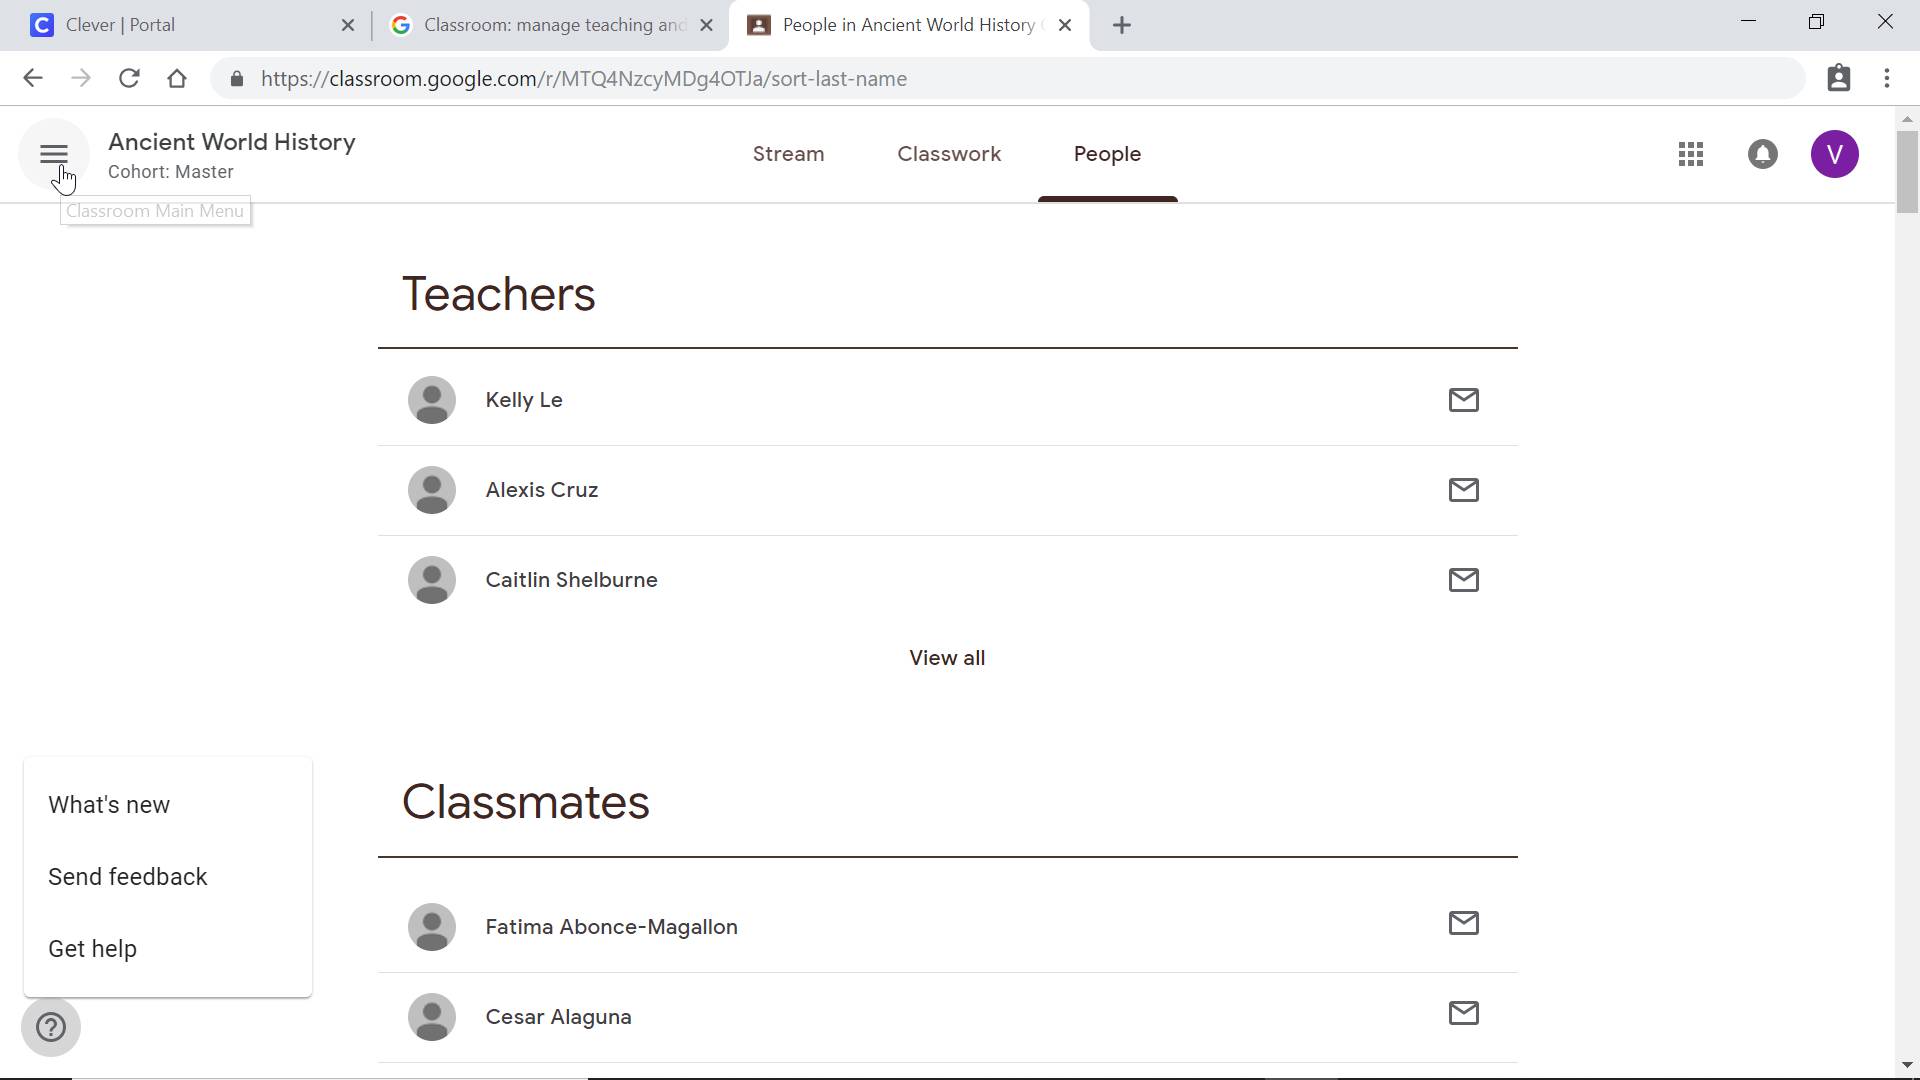 Clever | Portal
Classroom: manage teaching and
People in Ancient World History
https://classroom.google.com/r/MTQ4NzcyMDg4OTJa/sort-last-name
Ancient World History
Cohort: Master
Stream
Classwork
People
V
Classroom Main Menu
Teachers
Kelly Le
Alexis Cruz
Caitlin Shelburne
View all
Classmates
Fatima Abonce-Magallon
Cesar Alaguna
What's new
Send feedback
Get help